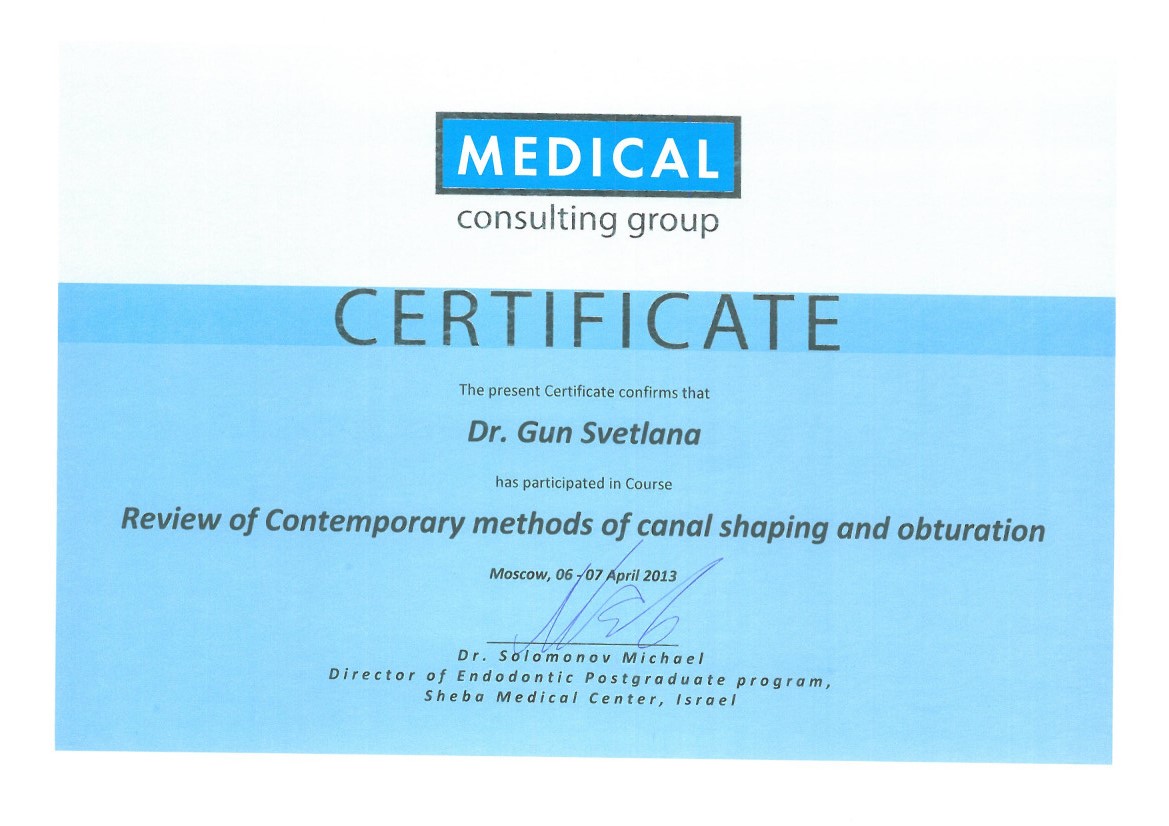 MEDICAL
consulting group
CERTIFICATE
The present Certificate confirms that
Dr. Gun Svetlana
has participated in Course
Review of Contemporary methods of canal shaping and obturation
Moscow, 06 - 07 April 2013
Dr. Solomonov Michael
Director of Endodontic Postgraduate program,
Sheba Medical Center, Israel